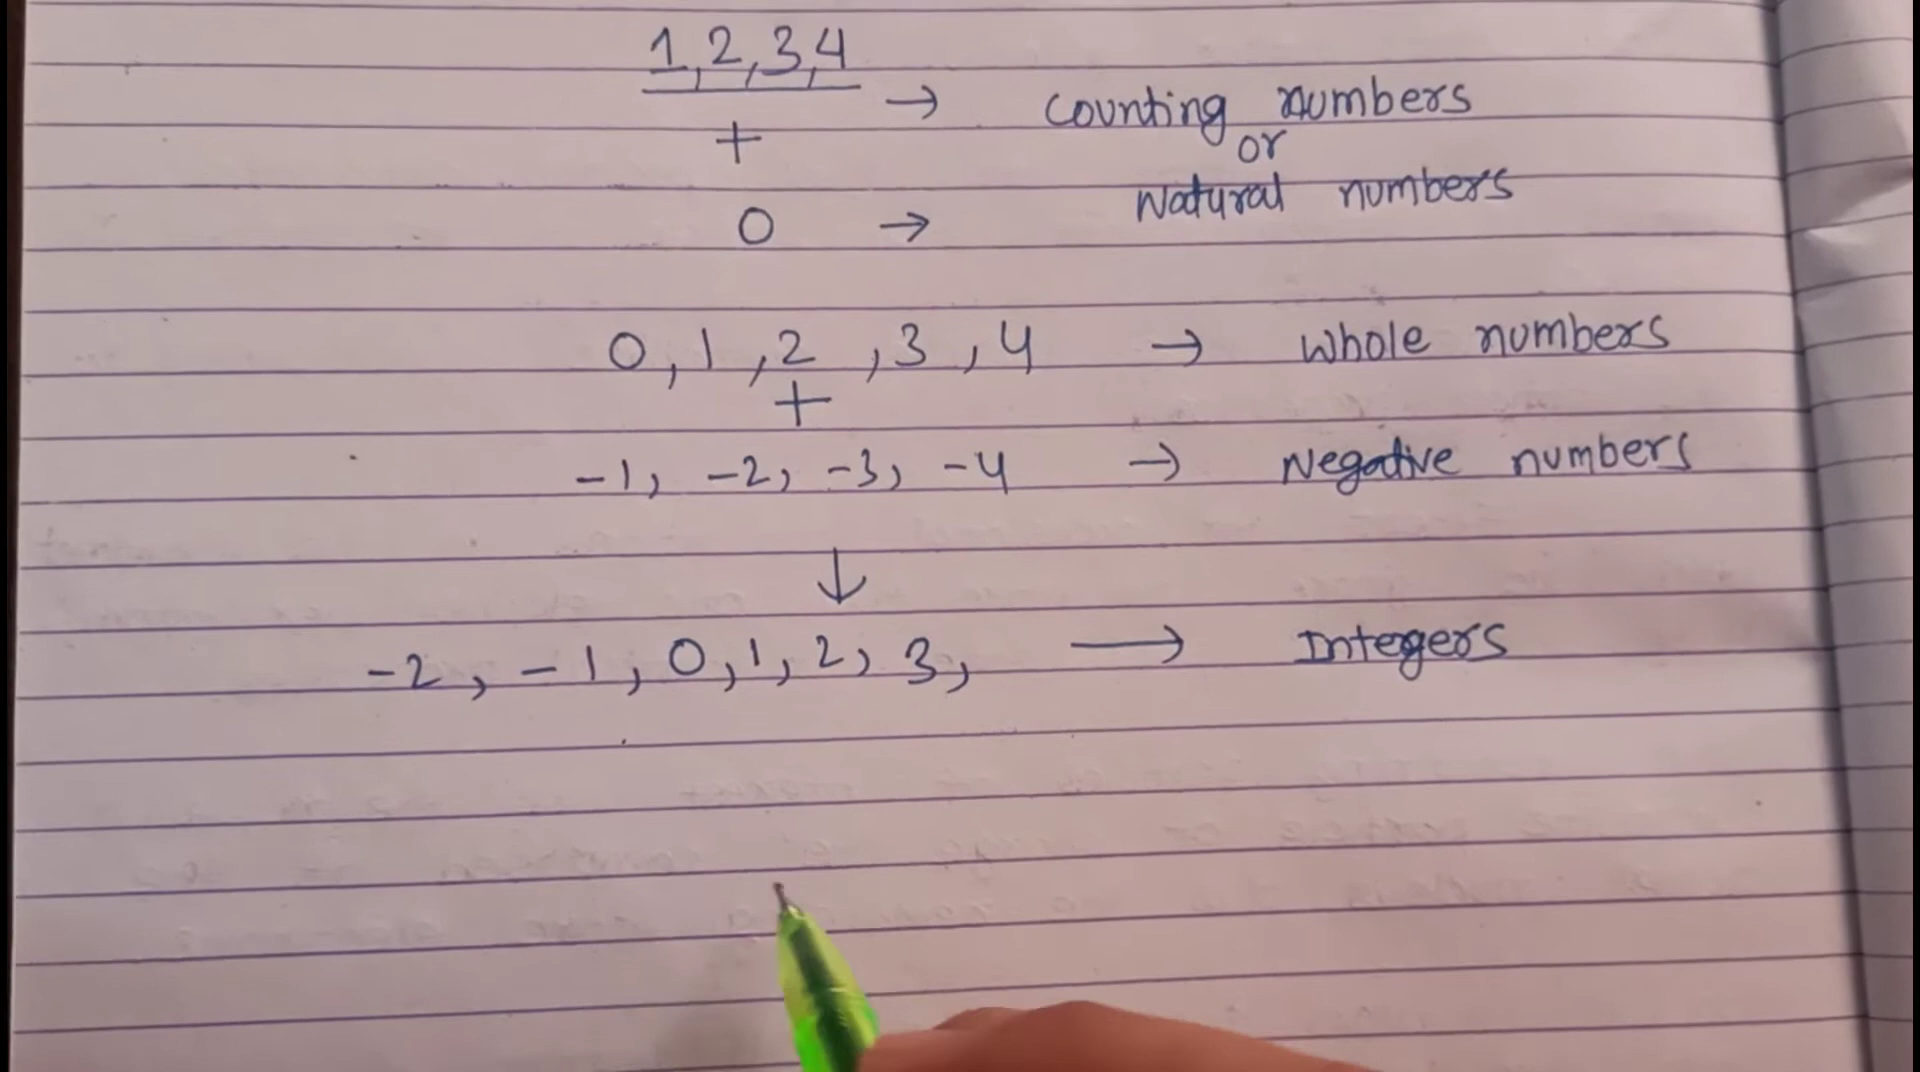 1, 2, 3, 4 → Counting numbers
+ or
Natural numbers
0 →
0, 1, 2, 3, 4 → Whole numbers
+
-1, -2, -3, -4 → Negative numbers
↓
-2, -1, 0, 1, 2, 3, → Integers